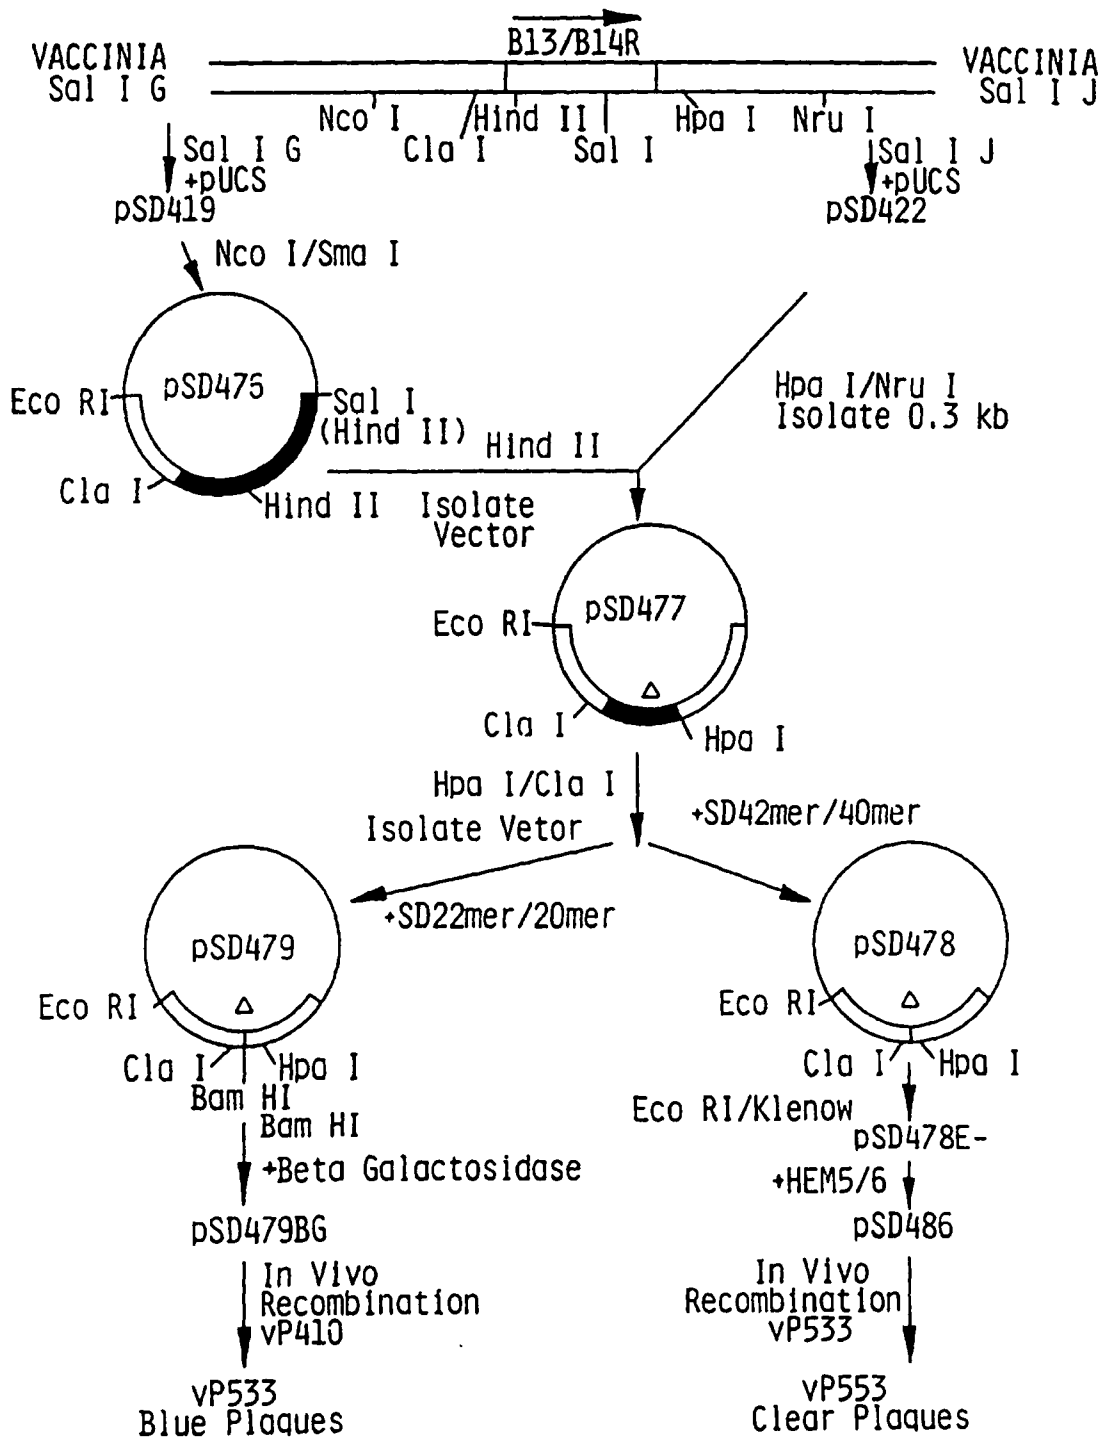 B13/B14R
VACCINIA
Sal I G
VACCINIA
Sal I J
Nco I
Cla I
Hind II
Sal I
Hpa I
Nru I
Sal I G
+pUCS
pSD419
Sal I J
+pUCS
pSD422
Nco I/Sma I
pSD475
Eco RI
Sal I
(Hind II)
Cla I
Hind II
Hind II
Isolate
Vector
Hpa I/Nru I
Isolate 0.3 kb
pSD477
Eco RI
Cla I
Hpa I
Hpa I/Cla I
Isolate Vetor
+SD42mer/40mer
+SD22mer/20mer
pSD479
Eco RI
Cla I
Hpa I
Bam HI
Bam HI
+Beta Galactosidase
pSD479BG
In Vivo
Recombination
vP410
vP533
Blue Plaques
pSD478
Eco RI
Cla I
Hpa I
Eco RI/Klenow
pSD478E-
+HEM5/6
pSD486
In Vivo
Recombination
vP533
vP553
Clear Plaques